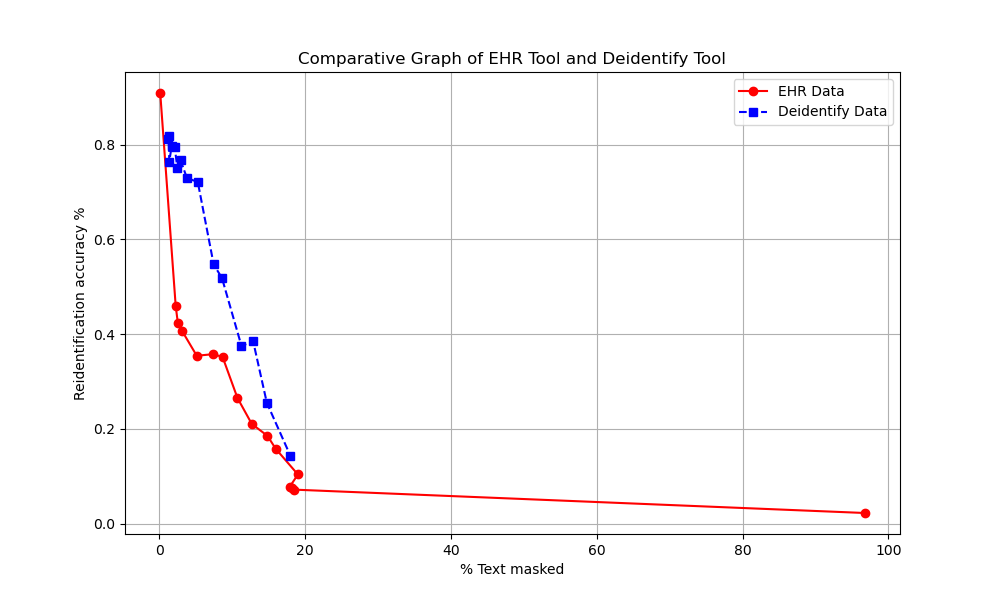 Comparative Graph of EHR Tool and Deidentify Tool
EHR Data
Deidentify Data
Reidentification accuracy %
0.8
0.6
0.4
0.2
0.0
0 20 40 60 80 100
% Text masked